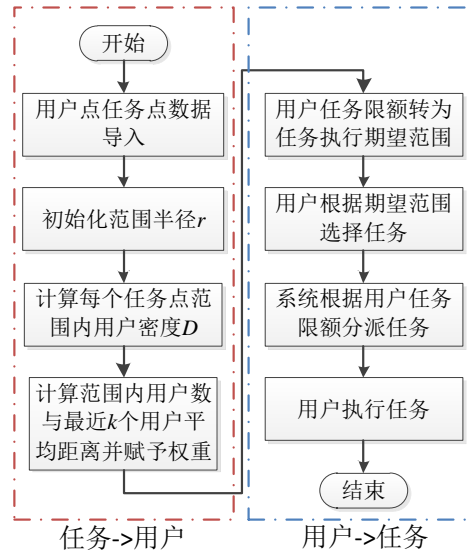 开始
用户点任务点数据
导入
初始化范围半径r
计算每个任务点范
围内用户密度D
计算范围内用户数
与最近k个用户平
均距离并赋予权重
任务->用户
用户任务限额转为
任务执行期望范围
用户根据期望范围
选择任务
系统根据用户任务
限额分派任务
用户执行任务
结束
用户->任务